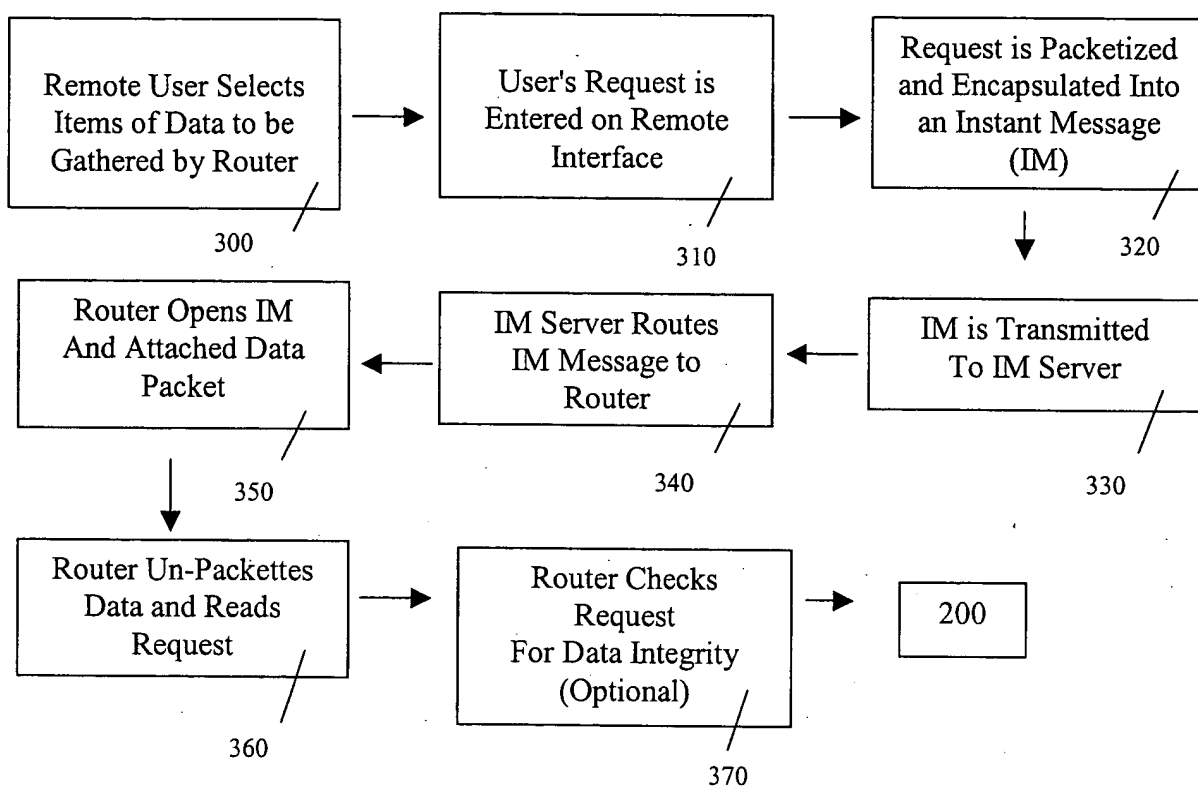 Remote User Selects
Items of Data to be
Gathered by Router
300
User's Request is
Entered on Remote
Interface
310
Request is Packetized
and Encapsulated Into
an Instant Message
(IM)
320
IM is Transmitted
To IM Server
330
IM Server Routes
IM Message to
Router
340
Router Opens IM
And Attached Data
Packet
350
Router Un-Packettes
Data and Reads
Request
360
Router Checks
Request
For Data Integrity
(Optional)
370
200